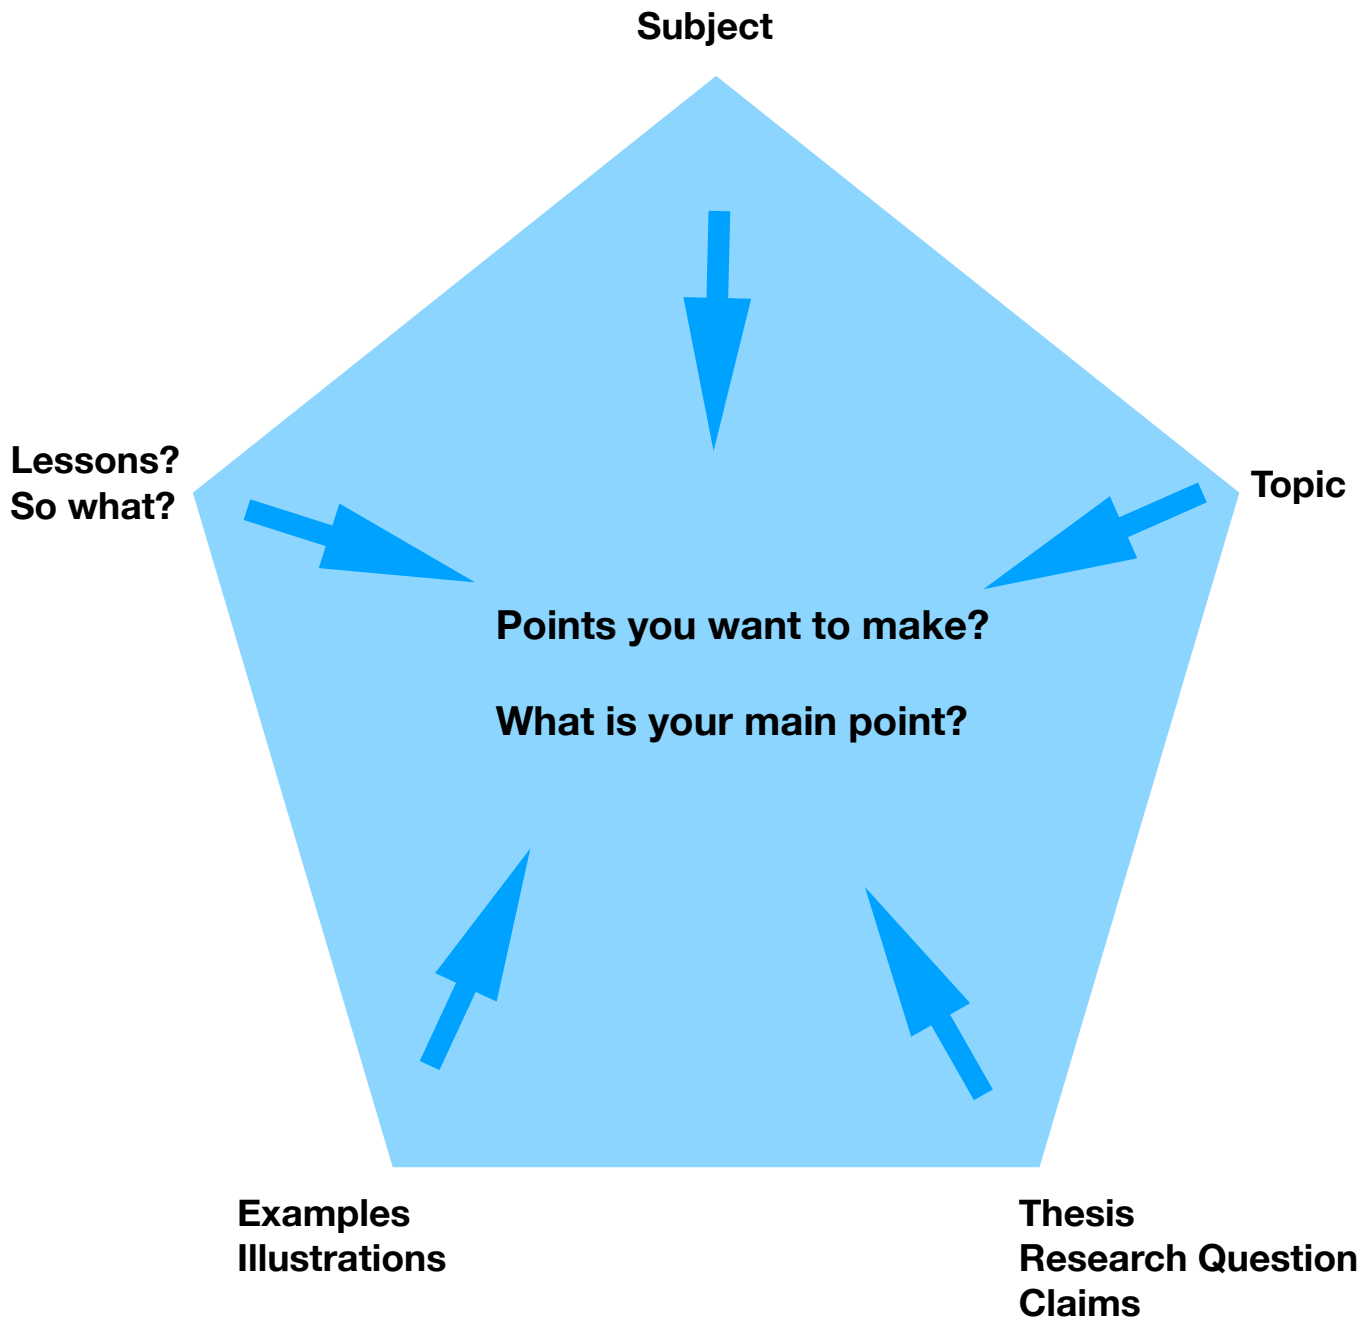 Subject
Lessons?
So what?
Topic
Points you want to make?
What is your main point?
Examples
Illustrations
Thesis
Research Question
Claims